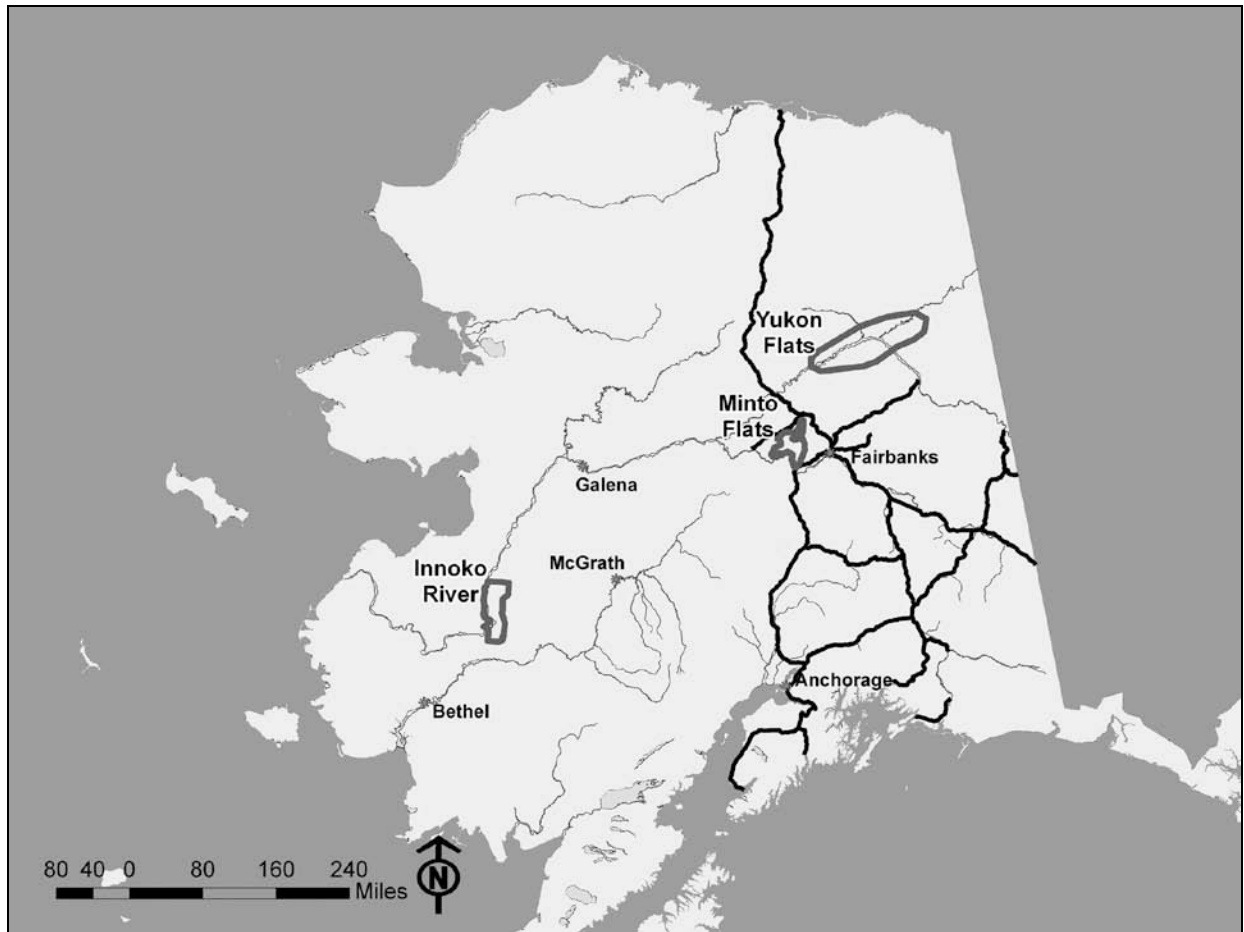 Yukon
Flats
Minto
Flats
Fairbanks
Galena
McGrath
Innoko
River
Anchorage
Bethel
80 40 0 80 160 240
Miles
N